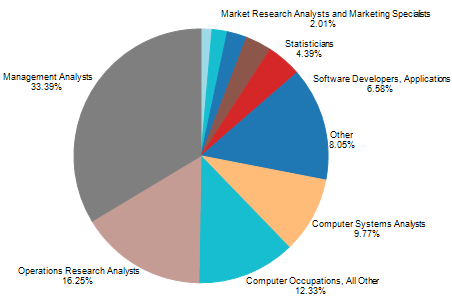 Market Research Analysts and Marketing Specialists
2.01%
Statisticians
4.39%
Software Developers, Applications
6.58%
Management Analysts
33.39%
Other
8.05%
Computer Systems Analysts
9.77%
Operations Research Analysts
16.25%
Computer Occupations, All Other
12.33%